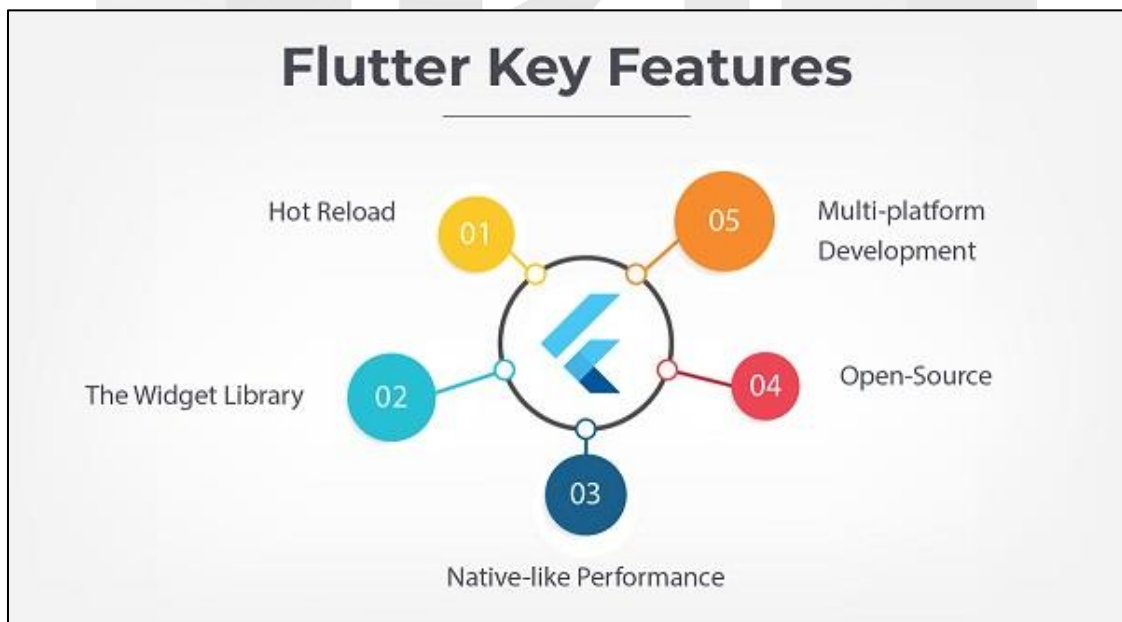 Flutter Key Features
Hot Reload
01
05
Multi-platform
Development
The Widget Library
02
04
Open-Source
03
Native-like Performance